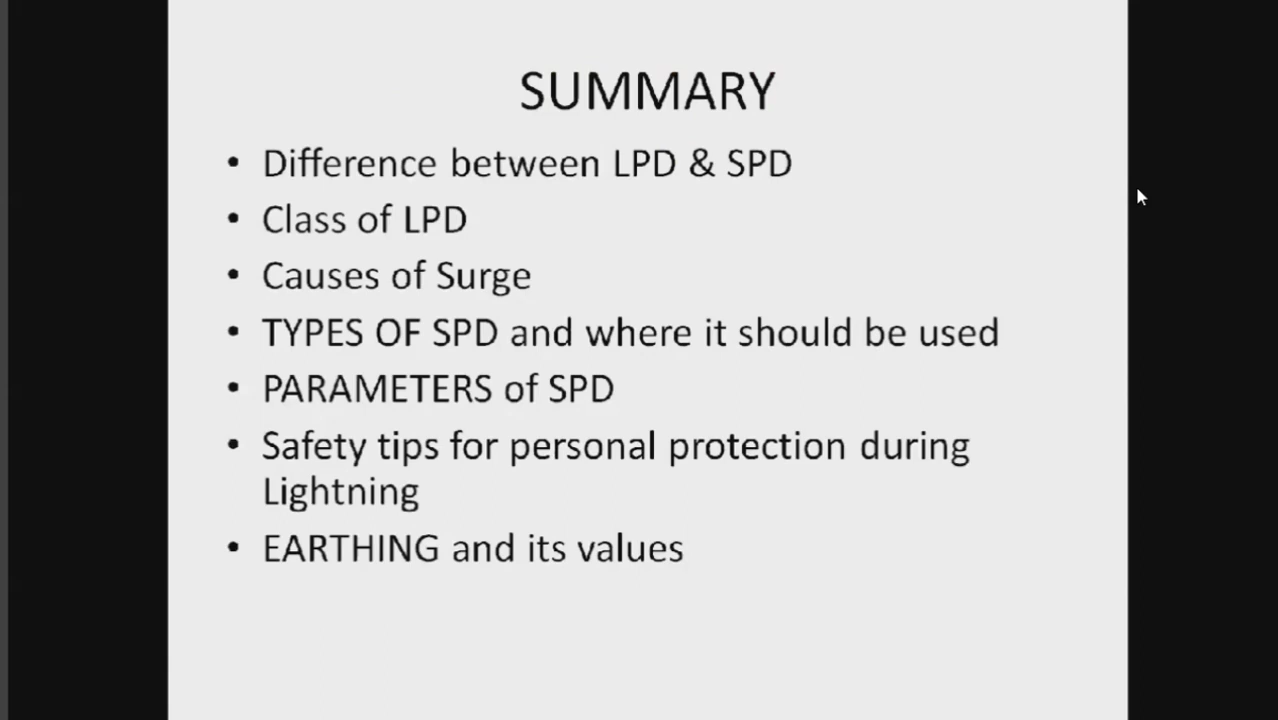 SUMMARY
• Difference between LPD & SPD
• Class of LPD
• Causes of Surge
• TYPES OF SPD and where it should be used
• PARAMETERS of SPD
• Safety tips for personal protection during
Lightning
• EARTHING and its values